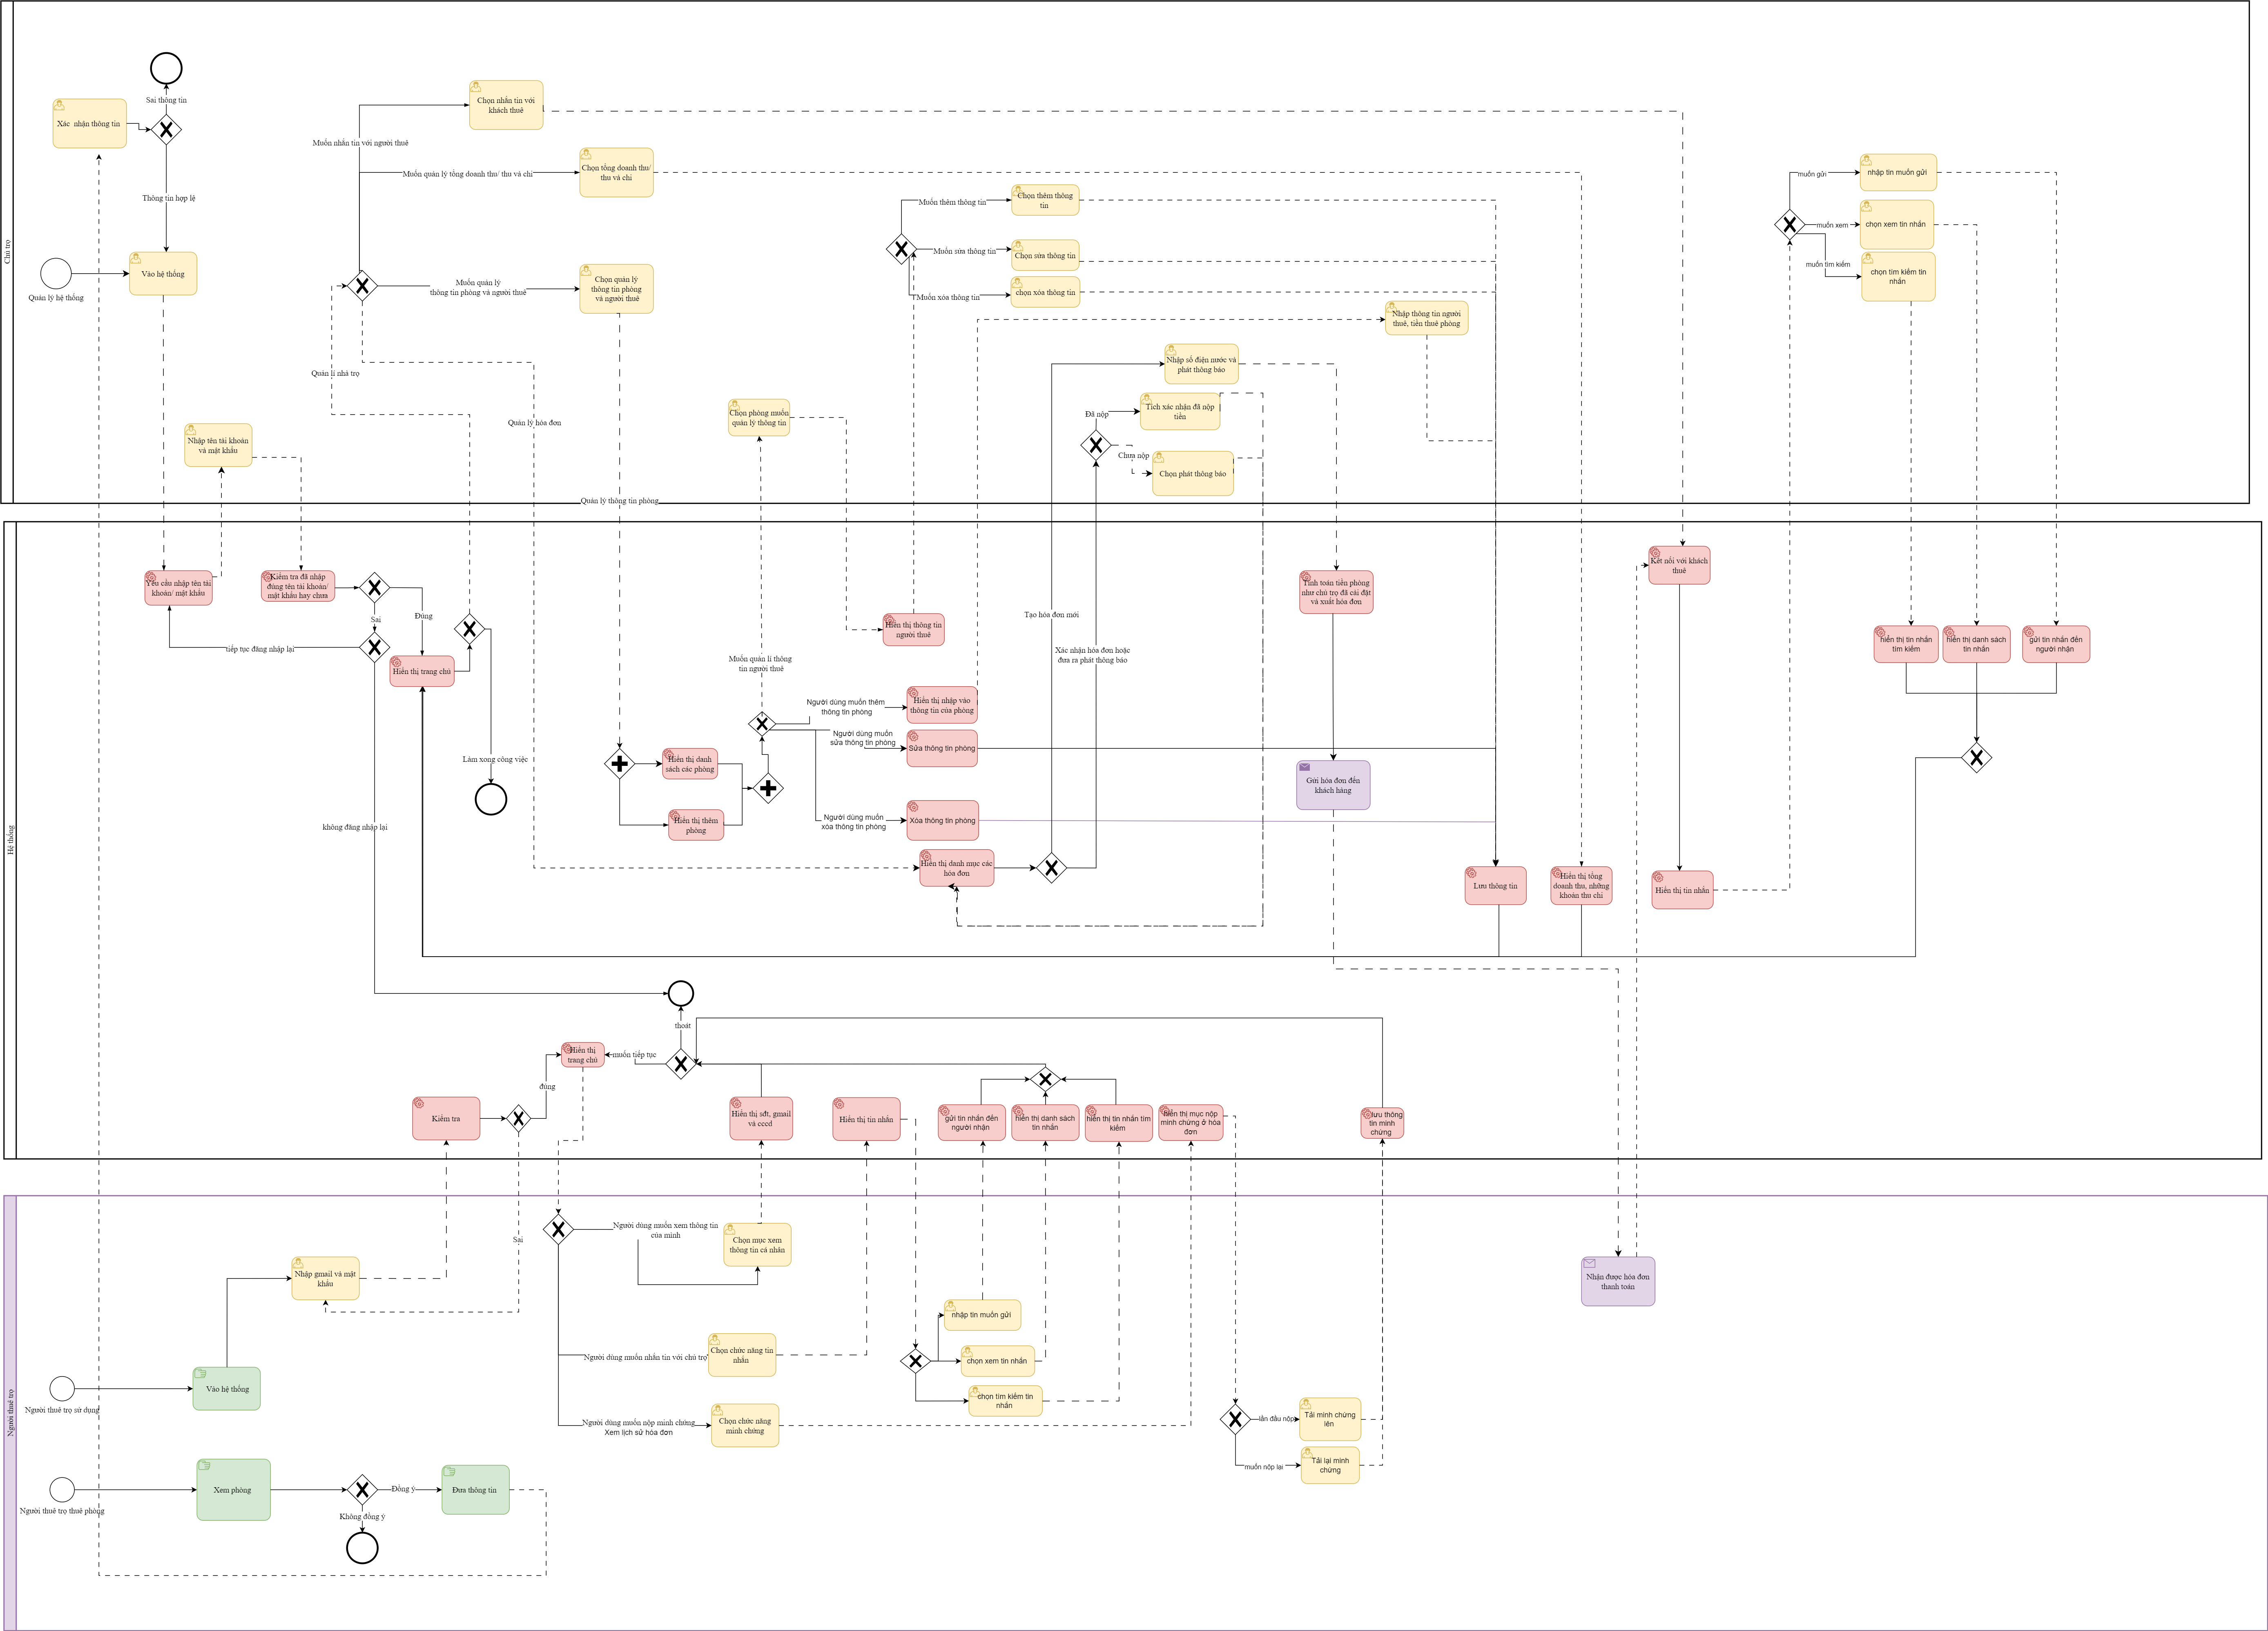 Chủ trọ
Sai thông tin
Xác  nhận thông tin
Thông tin hợp lệ
Vào hệ thống
Quản lý hệ thống
Nhập tên tài khoản
và mật khẩu
Chọn nhắn tin với
khách thuê
Muốn nhắn tin với người thuê
Chọn tổng doanh thu/
thu và chi
Muốn quản lý tổng doanh thu/ thu và chi
Muốn quản lý
thông tin phòng và người thuê
Chọn quản lý
thông tin phòng
và người thuê
Quản lí nhà trọ
Quản lý hóa đơn
Quản lý thông tin phòng
Chọn phòng muốn
quản lý thông tin
Muốn thêm thông tin
Chọn thêm thông
tin
Muốn sửa thông tin
Chọn sửa thông tin
Muốn xóa thông tin
chọn xóa thông tin
Nhập thông tin người
thuê, tiền thuê phòng
Nhập số điện nước và
phát thông báo
Đã nộp
Tích xác nhận đã nộp
tiền
Chưa nộp
L
Chọn phát thông báo
muốn gửi
nhập tin muốn gửi
muốn xem
chọn xem tin nhắn
muốn tìm kiếm
chọn tìm kiếm tin
nhắn
Hệ thống
Yêu cầu nhập tên tài
khoản/ mật khẩu
Kiểm tra đã nhập
đúng tên tài khoản/
mật khẩu hay chưa
Đúng
Sai
tiếp tục đăng nhập lại
Hiển thị trang chủ
Làm xong công việc
không đăng nhập lại
Hiển thị danh
sách các phòng
Hiển thị thêm
phòng
Muốn quản lí thông
tin người thuê
Hiển thị thông tin
người thuê
Người dùng muốn thêm
thông tin phòng
Hiển thị nhập vào
thông tin của phòng
Người dùng muốn
sửa thông tin phòng
Sửa thông tin phòng
Người dùng muốn
xóa thông tin phòng
Xóa thông tin phòng
Hiển thị danh mục các
hóa đơn
Tạo hóa đơn mới
Xác nhận hóa đơn hoặc
đưa ra phát thông báo
Tính toán tiền phòng
như chủ trọ đã cài đặt
và xuất hóa đơn
Gửi hóa đơn đến
khách hàng
Lưu thông tin
Hiển thị tổng
doanh thu, những
khoản thu chi
Kết nối với khách
thuê
Hiển thị tin nhắn
hiển thị tin nhắn
tìm kiếm
hiển thị danh sách
tin nhắn
gửi tin nhắn đến
người nhận
thoát
Hiển thị
trang chủ
muốn tiếp tục
đúng
Kiểm tra
Hiển thị sđt, gmail
và cccd
Hiển thị tin nhắn
gửi tin nhắn đến
người nhận
hiển thị danh sách
tin nhắn
hiển thị tin nhắn tìm
kiếm
hiển thị mục nộp
minh chứng ở hóa
đơn
lưu thông
tin minh
chứng
Người thuê trọ
Sai
Nhập gmail và mật
khẩu
Vào hệ thống
Người thuê trọ sử dụng
Người dùng muốn xem thông tin
của mình
Chọn mục xem
thông tin cá nhân
Người dùng muốn nhắn tin với chủ trọ
Chọn chức năng tin
nhắn
Người dùng muốn nộp minh chứng
Xem lịch sử hóa đơn
Chọn chức năng
minh chứng
nhập tin muốn gửi
chọn xem tin nhắn
chọn tìm kiếm tin
nhắn
lần đầu nộp
Tải minh chứng
lên
muốn nộp lại
Tải lại minh
chứng
Nhận được hóa đơn
thanh toán
Người thuê trọ thuê phòng
Xem phòng
Đồng ý
Đưa thông tin
Không đồng ý